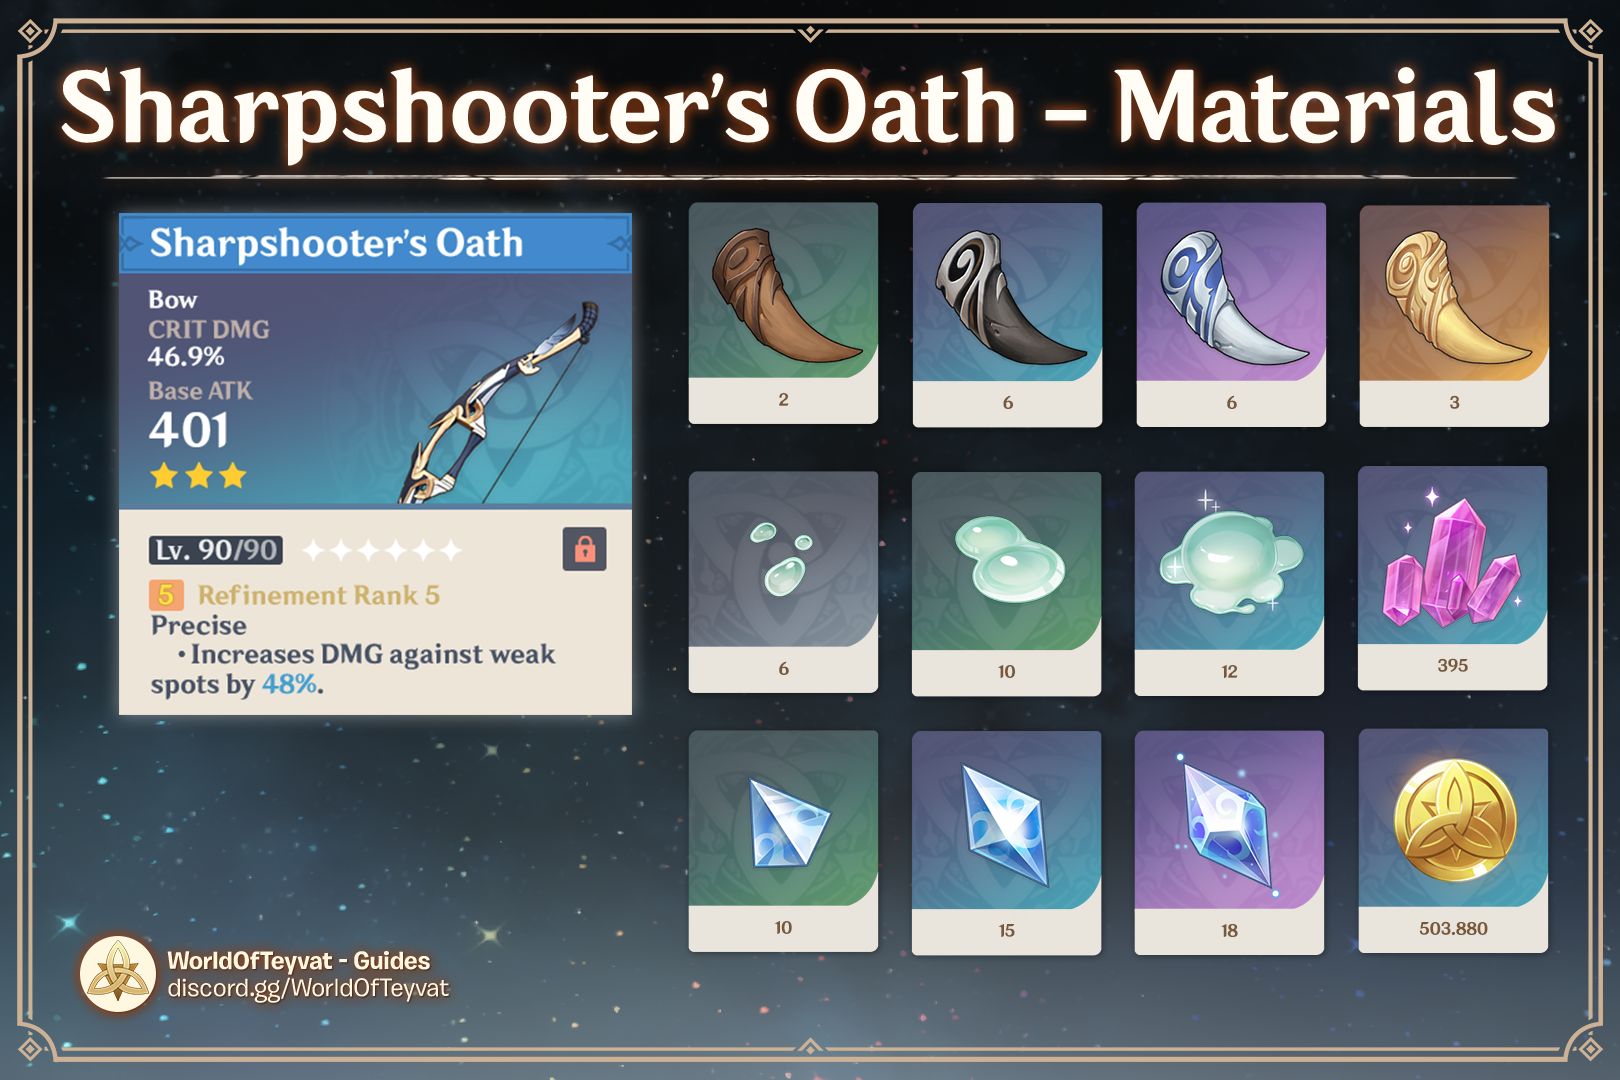 Sharpshooter's Oath – Materials
Sharpshooter's Oath
Bow
CRIT DMG
46.9%
Base ATK
401
Lv. 90/90
5 Refinement Rank 5
Precise
• Increases DMG against weak
spots by 48%.
2
6
6
3
6
10
12
395
10
15
18
503.880
WorldOfTeyvat - Guides
discord.gg/WorldOfTeyvat